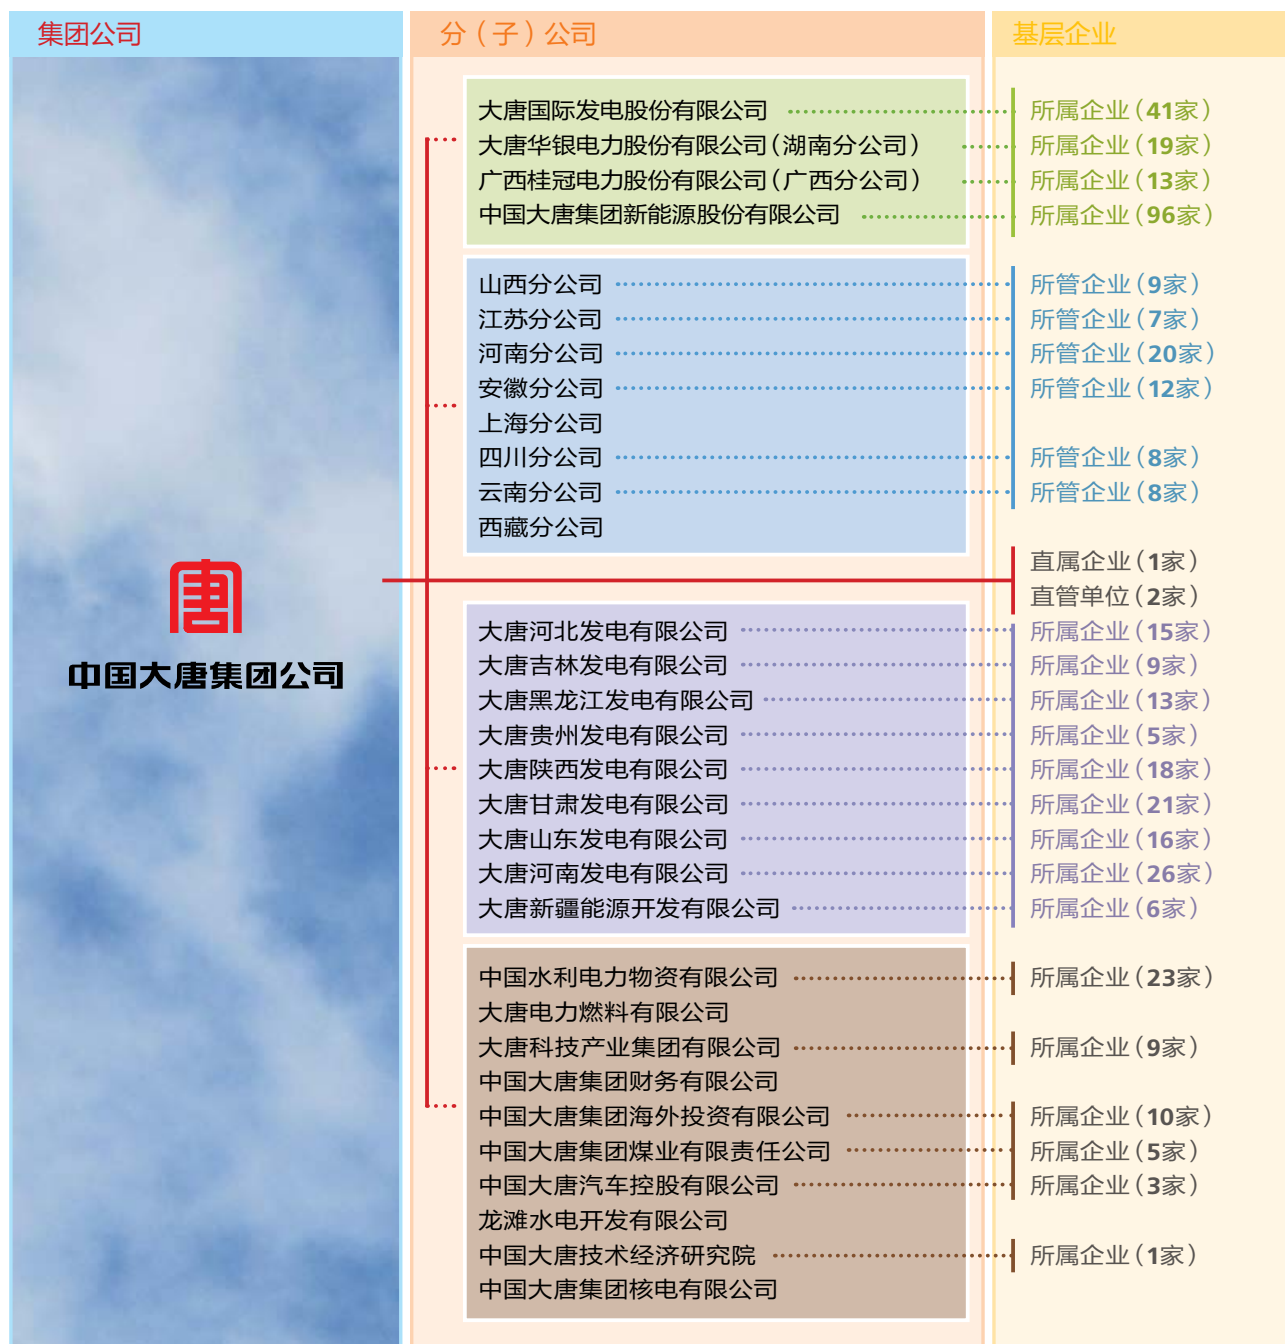 集团公司
分（子）公司
基层企业
大唐国际发电股份有限公司 所属企业（41家）
大唐华银电力股份有限公司（湖南分公司） 所属企业（19家）
广西桂冠电力股份有限公司（广西分公司） 所属企业（13家）
中国大唐集团新能源股份有限公司 所属企业（96家）
山西分公司 所管企业（9家）
江苏分公司 所管企业（7家）
河南分公司 所管企业（20家）
安徽分公司 所管企业（12家）
上海分公司
四川分公司 所管企业（8家）
云南分公司 所管企业（8家）
西藏分公司
直属企业（1家）
直管单位（2家）
唐
中国大唐集团公司
大唐河北发电有限公司 所属企业（15家）
大唐吉林发电有限公司 所属企业（9家）
大唐黑龙江发电有限公司 所属企业（13家）
大唐贵州发电有限公司 所属企业（5家）
大唐陕西发电有限公司 所属企业（18家）
大唐甘肃发电有限公司 所属企业（21家）
大唐山东发电有限公司 所属企业（16家）
大唐河南发电有限公司 所属企业（26家）
大唐新疆能源开发有限公司 所属企业（6家）
中国水利电力物资有限公司 所属企业（23家）
大唐电力燃料有限公司
大唐科技产业集团有限公司 所属企业（9家）
中国大唐集团财务有限公司
中国大唐集团海外投资有限公司 所属企业（10家）
中国大唐集团煤业有限责任公司 所属企业（5家）
中国大唐汽车控股有限公司 所属企业（3家）
龙滩水电开发有限公司
中国大唐技术经济研究院 所属企业（1家）
中国大唐集团核电有限公司